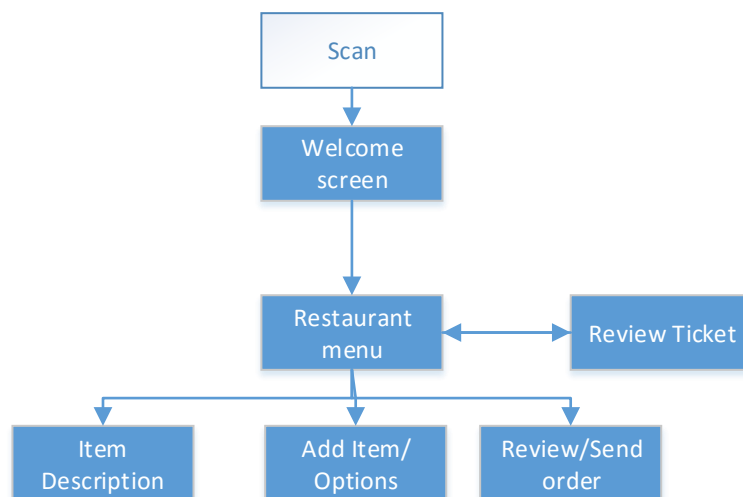 Scan
Welcome
screen
Restaurant
menu
Review Ticket
Item
Description
Add Item/
Options
Review/Send
order